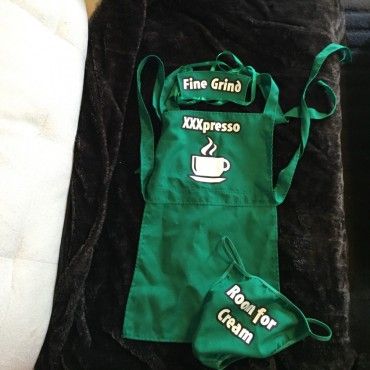 Fine Grind
XXXpresso
Room for
Cream